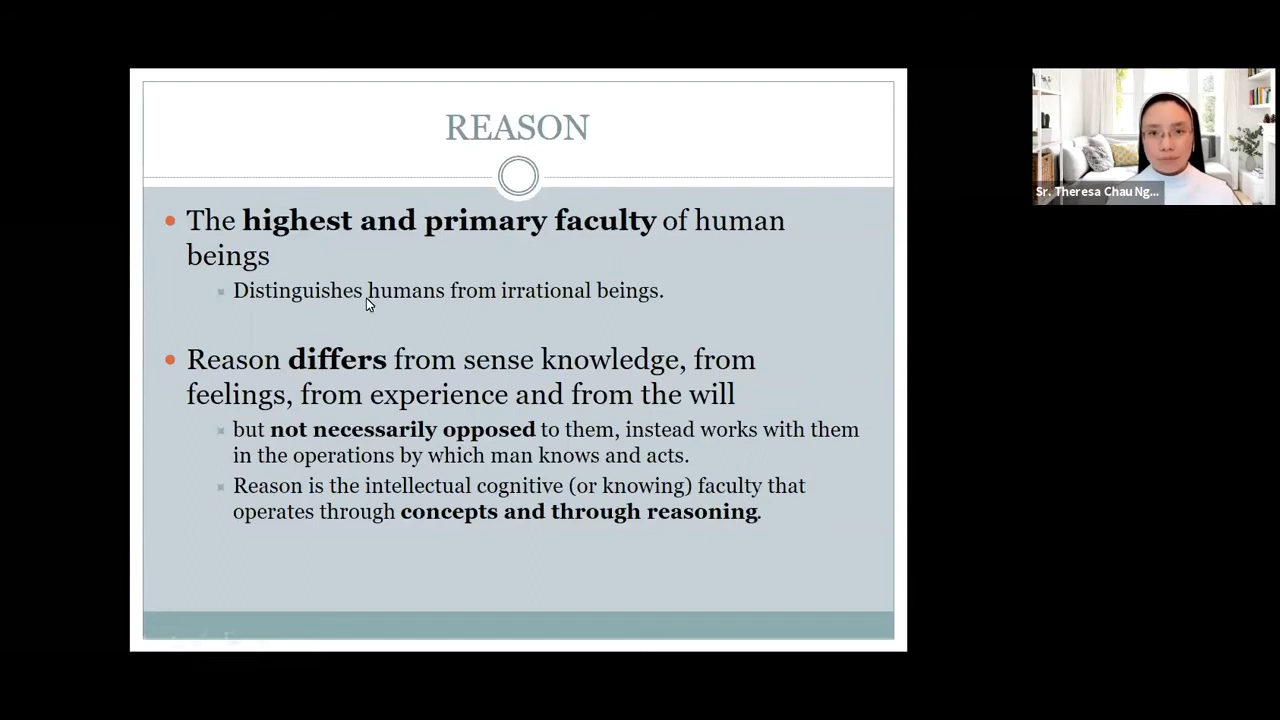 REASON
The highest and primary faculty of human
beings
Distinguishes humans from irrational beings.
Reason differs from sense knowledge, from
feelings, from experience and from the will
but not necessarily opposed to them, instead works with them
in the operations by which man knows and acts.
Reason is the intellectual cognitive (or knowing) faculty that
operates through concepts and through reasoning.
Sr. Theresa Chau Ng...